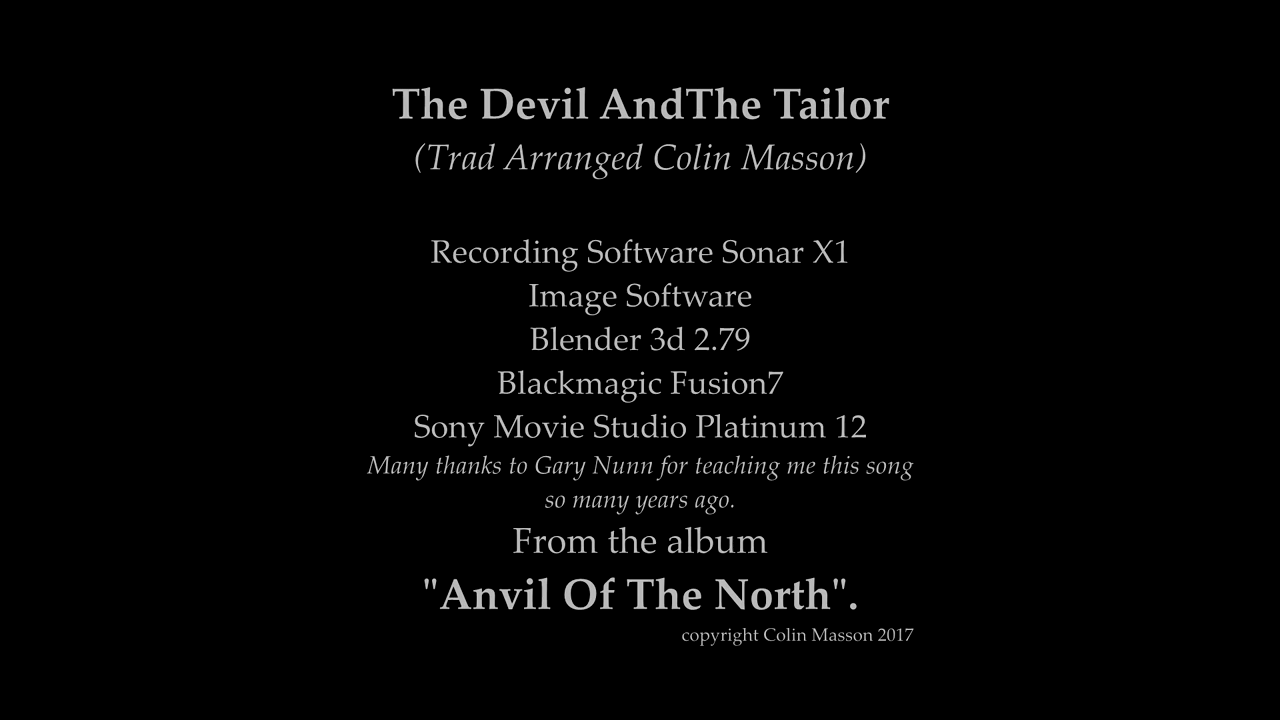 The Devil AndThe Tailor
(Trad Arranged Colin Masson)
Recording Software Sonar X1
Image Software
Blender 3d 2.79
Blackmagic Fusion7
Sony Movie Studio Platinum 12
Many thanks to Gary Nunn for teaching me this song
so many years ago.
From the album
"Anvil Of The North".
copyright Colin Masson 2017